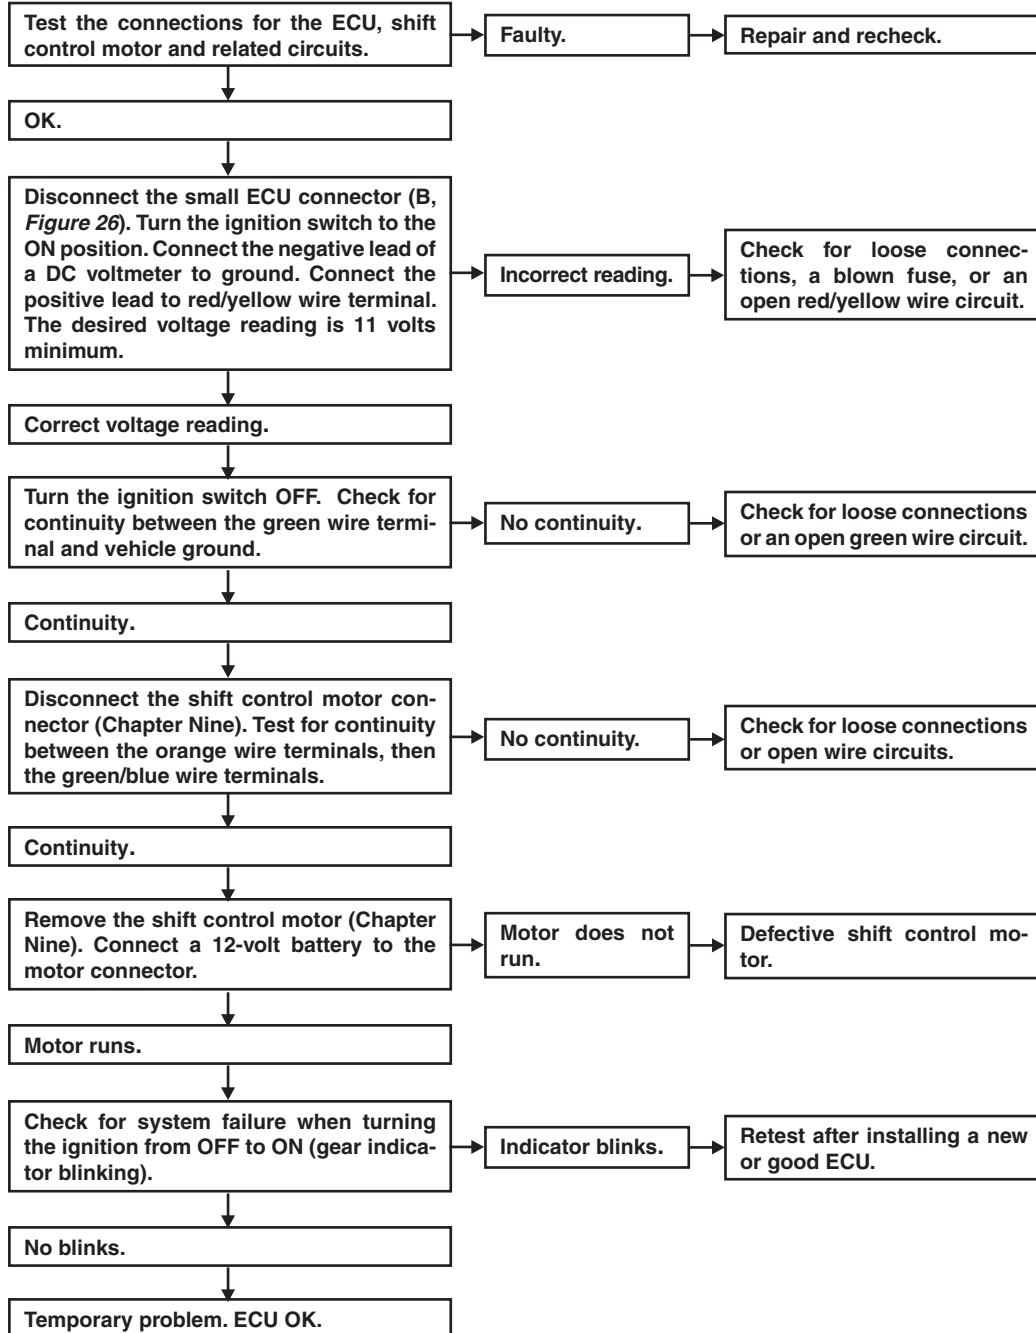 Test the connections for the ECU, shift
control motor and related circuits.
Faulty.
Repair and recheck.
OK.
Disconnect the small ECU connector (B,
Figure 26). Turn the ignition switch to the
ON position. Connect the negative lead of
a DC voltmeter to ground. Connect the
positive lead to red/yellow wire terminal.
The desired voltage reading is 11 volts
minimum.
Incorrect reading.
Check for loose connec-
tions, a blown fuse, or an
open red/yellow wire circuit.
Correct voltage reading.
Turn the ignition switch OFF. Check for
continuity between the green wire termi-
nal and vehicle ground.
No continuity.
Check for loose connections
or an open green wire circuit.
Continuity.
Disconnect the shift control motor con-
nector (Chapter Nine). Test for continuity
between the orange wire terminals, then
the green/blue wire terminals.
No continuity.
Check for loose connections
or open wire circuits.
Continuity.
Remove the shift control motor (Chapter
Nine). Connect a 12-volt battery to the
motor connector.
Motor does not
run.
Defective shift control mo-
tor.
Motor runs.
Check for system failure when turning
the ignition from OFF to ON (gear indica-
tor blinking).
Indicator blinks.
Retest after installing a new
or good ECU.
No blinks.
Temporary problem. ECU OK.